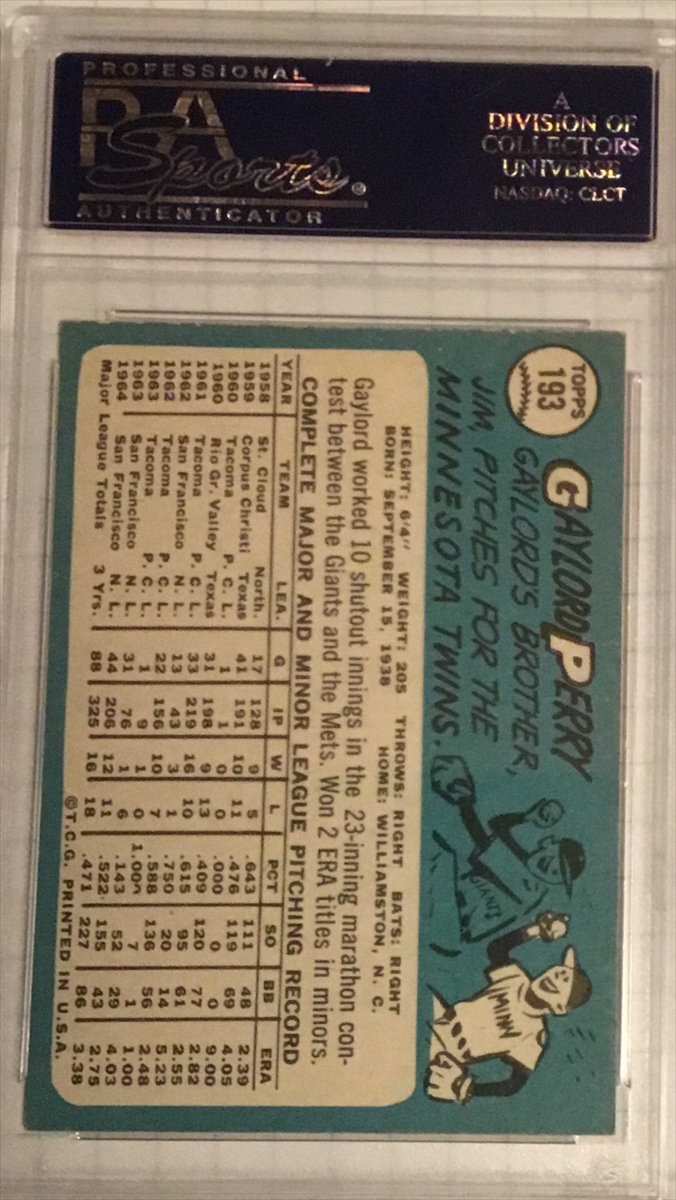 PROFESSIONAL
PSA
Sports®
AUTHENTICATOR
A
DIVISION OF
COLLECTORS
UNIVERSE
NASDAQ: CLCT
TOPPS
193
GAYLORD PERRY
GAYLORD'S BROTHER,
JIM, PITCHES FOR THE
MINNESOTA TWINS.
MINN
HEIGHT: 6'4" WEIGHT: 205 THROWS: RIGHT BATS: RIGHT
BORN: SEPTEMBER 15, 1938 HOME: WILLIAMSTON, N. C.
Gaylord worked 10 shutout innings in the 23-inning marathon con-
test between the Giants and the Mets. Won 2 ERA titles in minors.
COMPLETE MAJOR AND MINOR LEAGUE PITCHING RECORD
YEAR TEAM LEA. G IP W L PCT SO BB ERA
1958 St. Cloud North. 17 128 9 5 .643 111 48 2.39
1959 Corpus Christi Texas 41 191 10 11 .476 119 69 4.05
1960 Tacoma P. C. L. 1 1 0 0 .000 0 0 9.00
1960 Rio Gr. Valley Texas 31 198 9 13 .409 120 77 2.82
1961 Tacoma P. C. L. 33 219 16 10 .615 95 61 2.55
1962 San Francisco N. L. 13 43 3 1 .750 20 14 5.23
1962 Tacoma P. C. L. 22 156 10 7 .588 136 56 2.48
1963 Tacoma P. C. L. 1 9 1 0 1.000 7 1 1.00
1963 San Francisco N. L. 31 76 1 6 .143 52 29 4.03
1964 San Francisco N. L. 44 206 12 11 .522 155 43 2.75
Major League Totals 3 Yrs. 88 325 16 18 .471 227 86 3.38
©T.C.G. PRINTED IN U.S.A.